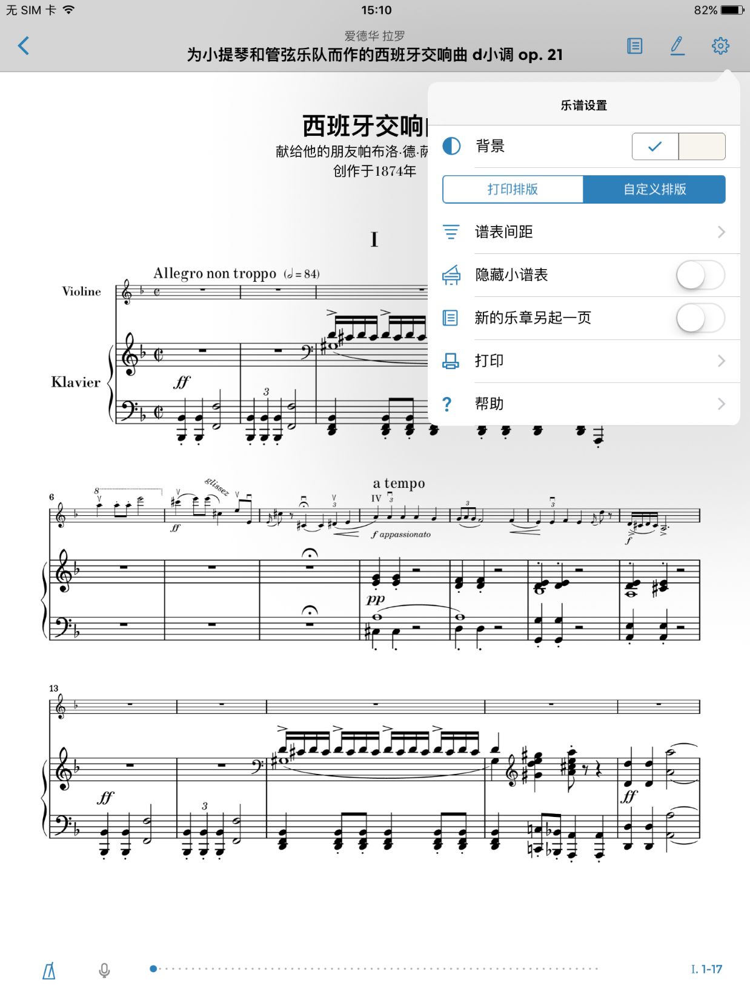 无 SIM 卡 15:10 82%
爱德华 拉罗
为小提琴和管弦乐队而作的西班牙交响曲 d小调 op. 21
乐谱设置
西班牙交响
献给他的朋友帕布洛·德·
创作于1874年
背景
打印排版 自定义排版
谱表间距
隐藏小谱表
新的乐章另起一页
打印
帮助
I
Allegro non troppo (𝅗𝅥 = 84)
Violine
Klavier
ff
3
8
glissez
a tempo
6
IV 3
3
3
3
ff
f appassionato
f
pp
13
ff
3
ff
I. 1-17